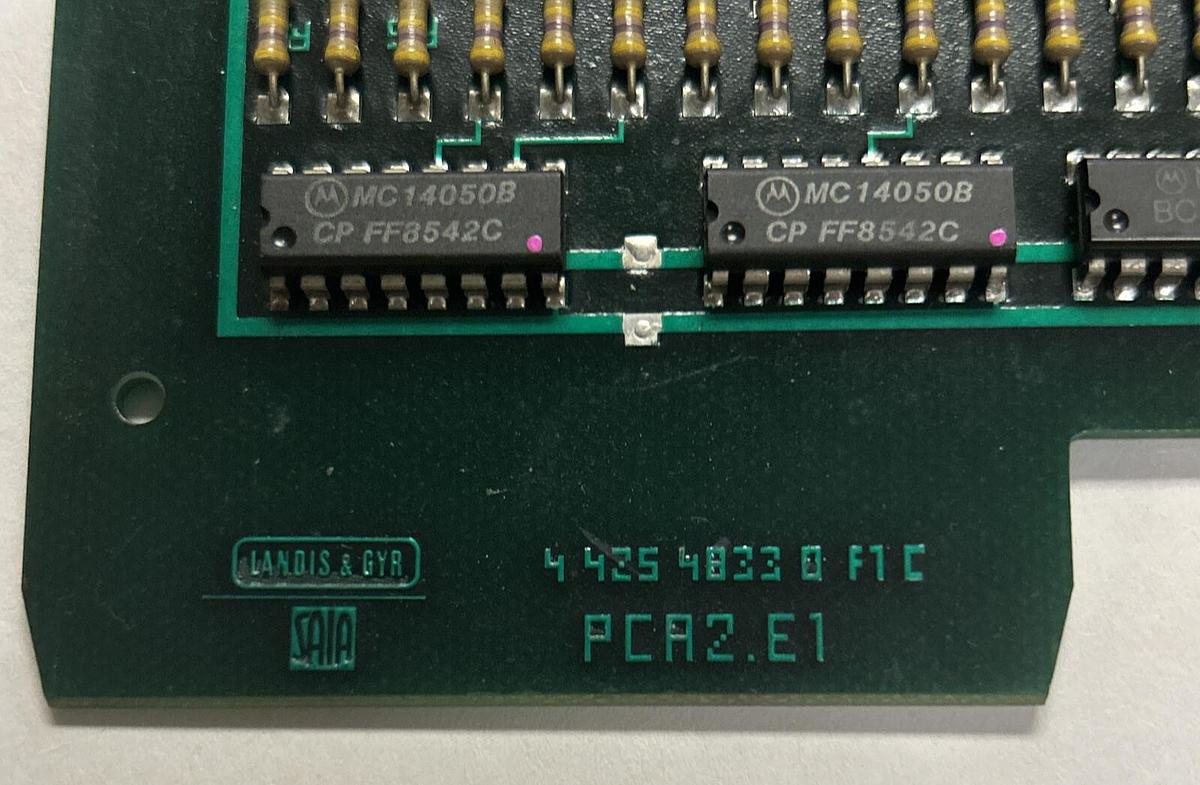 MC14050B
CP FF8542C
MC14050B
CP FF8542C
LANDIS & GYR
4 425 4833 0 F1 C
SAIA
PCA2.E1